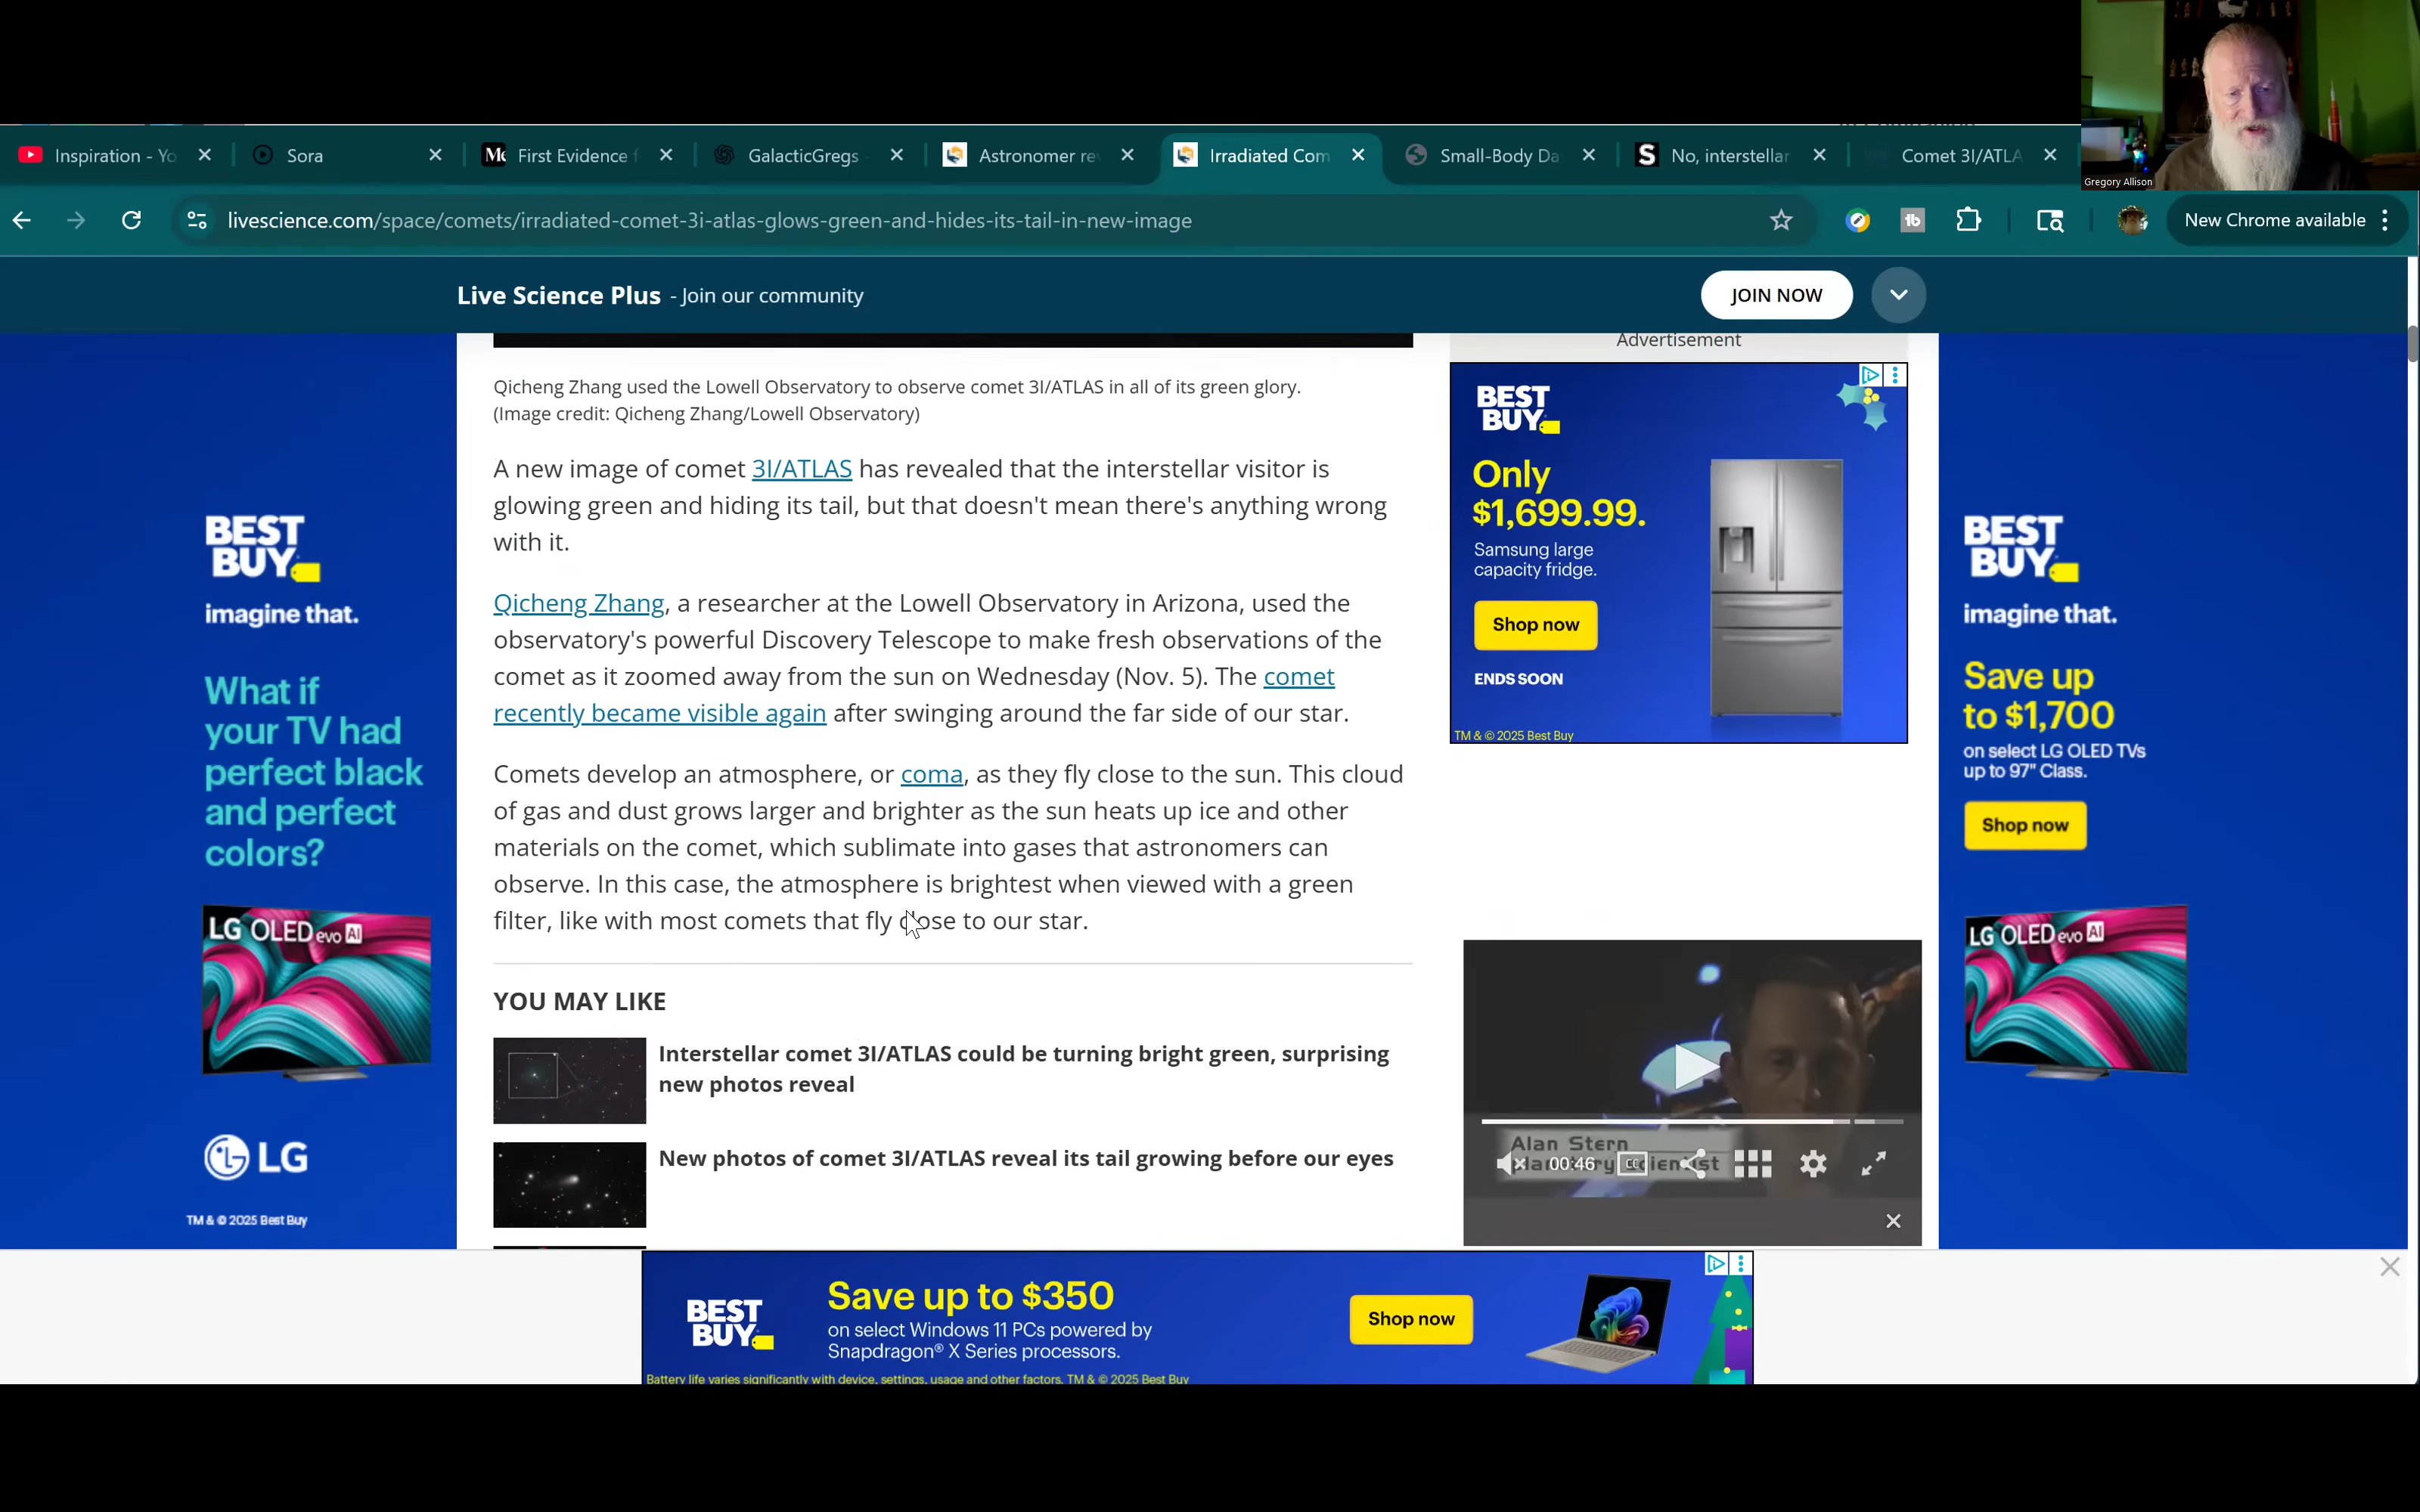 Inspiration - Yo
Sora
First Evidence f
GalacticGregs
Astronomer re
Irradiated Com
Small-Body Da
No, interstellar
Comet 3I/ATLA
Gregory Allison
livescience.com/space/comets/irradiated-comet-3i-atlas-glows-green-and-hides-its-tail-in-new-image
New Chrome available
Live Science Plus - Join our community
JOIN NOW
Advertisement
Qicheng Zhang used the Lowell Observatory to observe comet 3I/ATLAS in all of its green glory.
(Image credit: Qicheng Zhang/Lowell Observatory)
A new image of comet 3I/ATLAS has revealed that the interstellar visitor is
glowing green and hiding its tail, but that doesn't mean there's anything wrong
with it.
Qicheng Zhang, a researcher at the Lowell Observatory in Arizona, used the
observatory's powerful Discovery Telescope to make fresh observations of the
comet as it zoomed away from the sun on Wednesday (Nov. 5). The comet
recently became visible again after swinging around the far side of our star.
Comets develop an atmosphere, or coma, as they fly close to the sun. This cloud
of gas and dust grows larger and brighter as the sun heats up ice and other
materials on the comet, which sublimate into gases that astronomers can
observe. In this case, the atmosphere is brightest when viewed with a green
filter, like with most comets that fly close to our star.
YOU MAY LIKE
Interstellar comet 3I/ATLAS could be turning bright green, surprising
new photos reveal
New photos of comet 3I/ATLAS reveal its tail growing before our eyes
BEST
BUY
Only
$1,699.99.
Samsung large
capacity fridge.
Shop now
ENDS SOON
TM & © 2025 Best Buy
Alan Stern
00:46
CC
BEST
BUY
imagine that.
What if
your TV had
perfect black
and perfect
colors?
LG OLED evo AI
LG
TM & © 2025 Best Buy
BEST
BUY
imagine that.
Save up
to $1,700
on select LG OLED TVs
up to 97" Class.
Shop now
LG OLED evo AI
BEST
BUY
Save up to $350
on select Windows 11 PCs powered by
Snapdragon® X Series processors.
Shop now
Battery life varies significantly with device, settings, usage and other factors. TM & © 2025 Best Buy